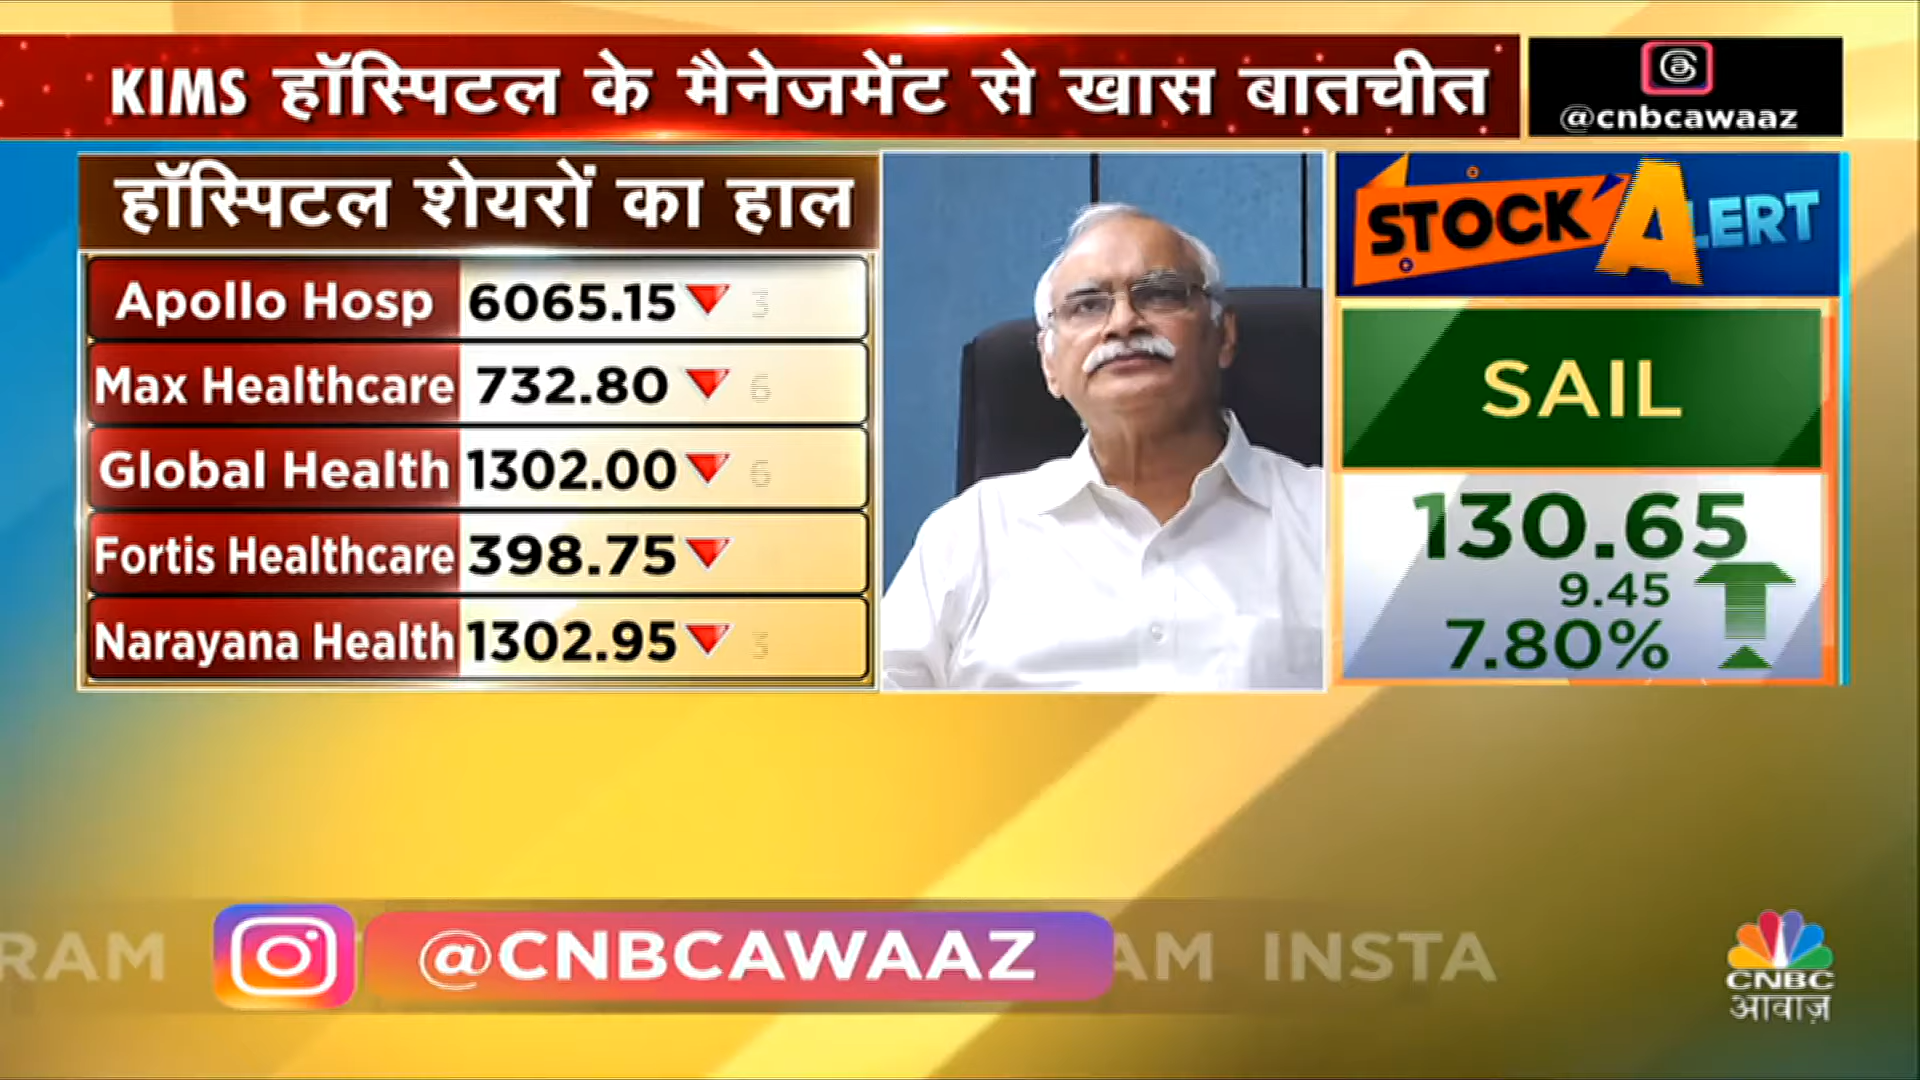 KIMS हॉस्पिटल के मैनेजमेंट से खास बातचीत
@cnbcawaaz
हॉस्पिटल शेयरों का हाल
Apollo Hosp 6065.15
Max Healthcare 732.80
Global Health 1302.00
Fortis Healthcare 398.75
Narayana Health 1302.95
STOCK ALERT
SAIL
130.65
9.45
7.80%
RAM
@CNBCAWAAZ
AM INSTA
CNBC
आवाज़